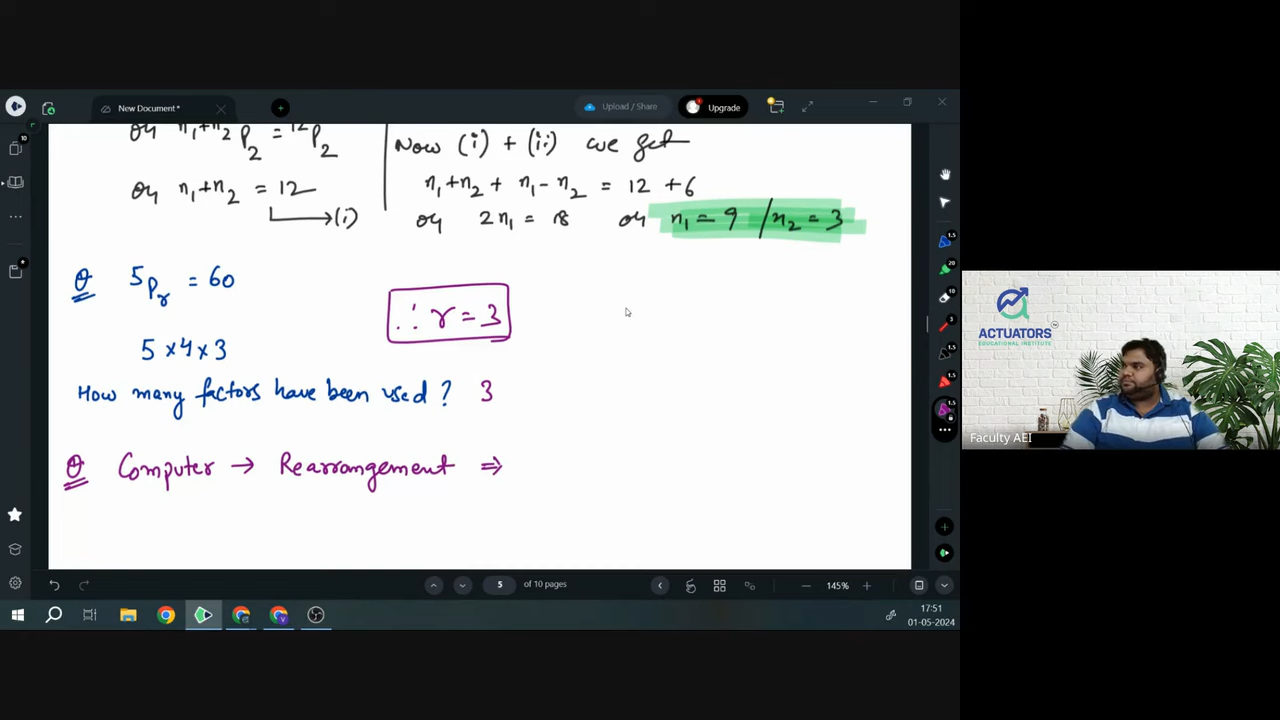 New Document*
Upload / Share
Upgrade
or n₁+n₂P₂ = ¹²P₂
or n₁+n₂ = 12
→(i)
Now (i) + (ii) we get
n₁+n₂ + n₁-n₂ = 12 + 6
or 2n₁ = 18 or n₁ = 9 / n₂ = 3
Q ⁵Pᵣ = 60
∴ r = 3
5 × 4 × 3
How many factors have been used ? 3
Q Computer → Rearrangement ⇒
5 of 10 pages
145%
17:51
01-05-2024
ACTUATORS
EDUCATIONAL INSTITUTE
Faculty AEI